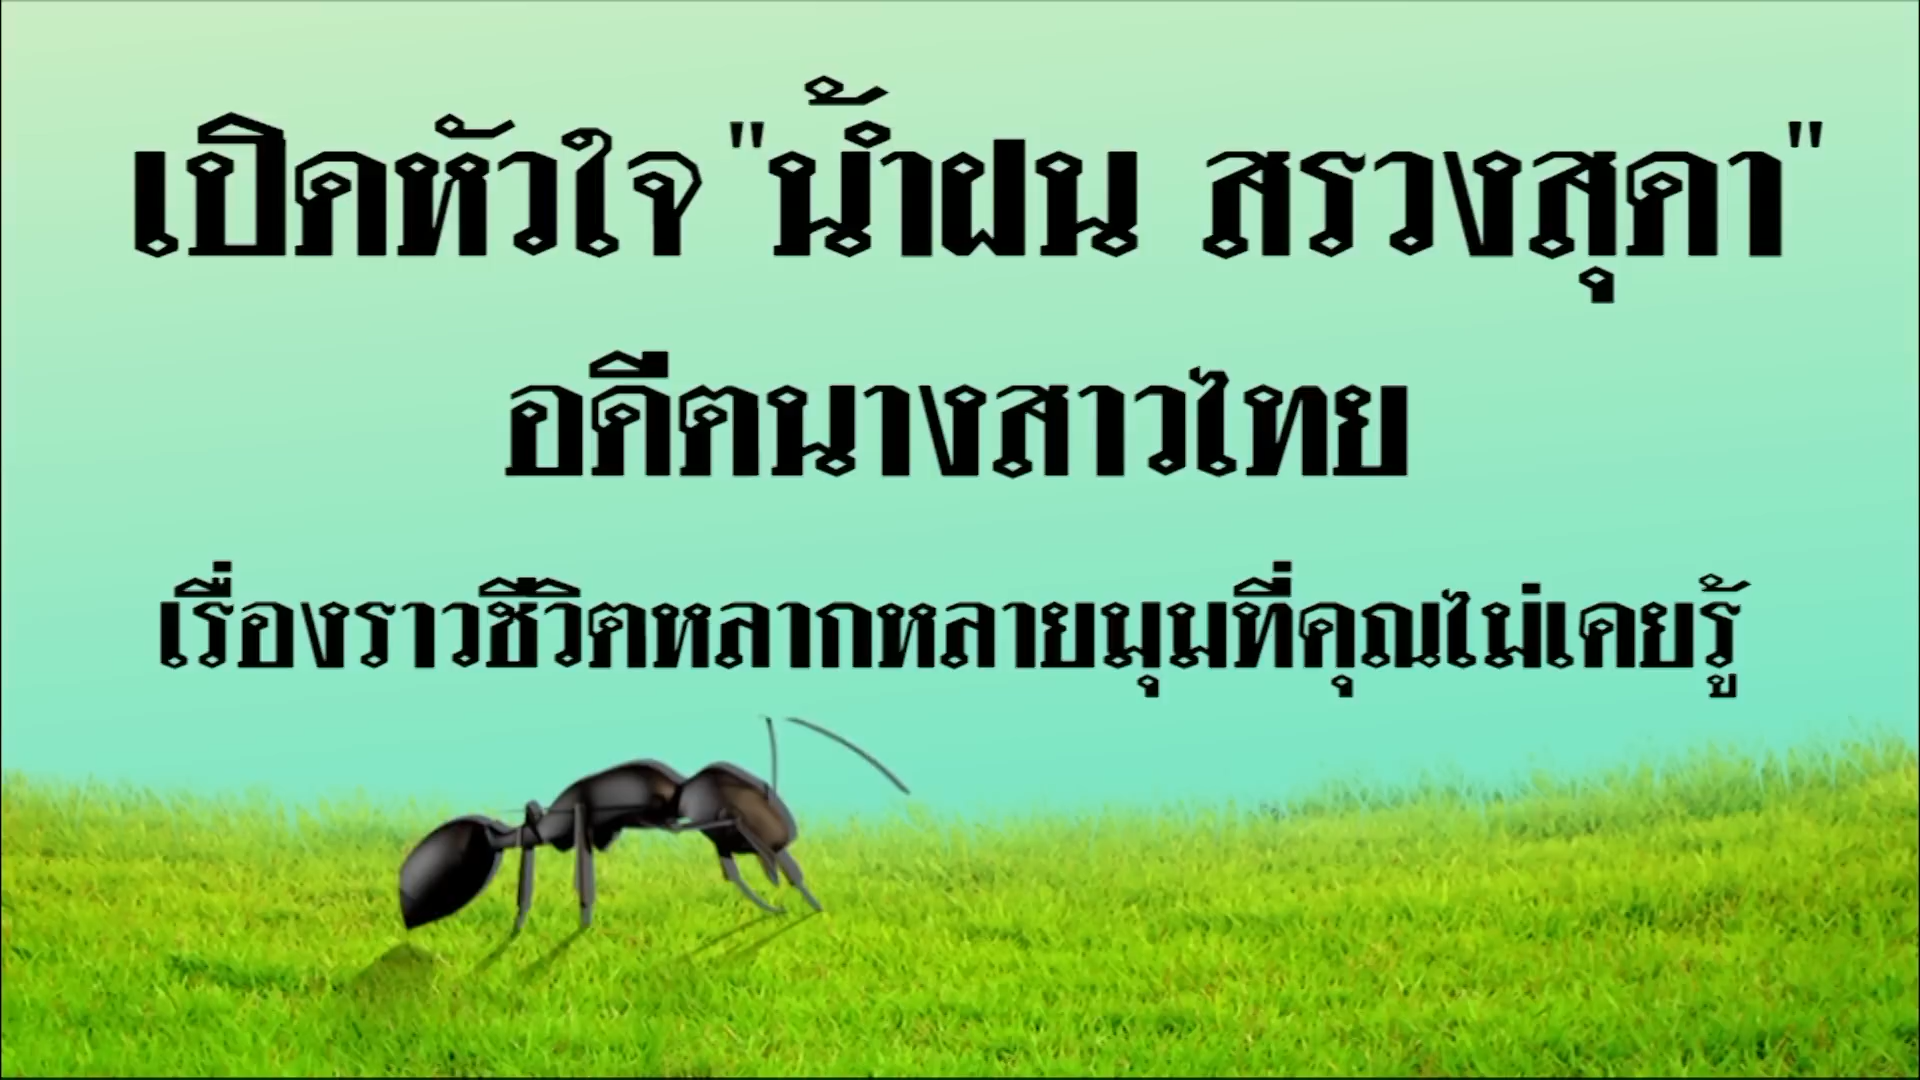 เปิดหัวใจ "น้ำฝน สรวงสุดา"
อดีตนางสาวไทย
เรื่องราวชีวิตหลากหลายมุมที่คุณไม่เคยรู้